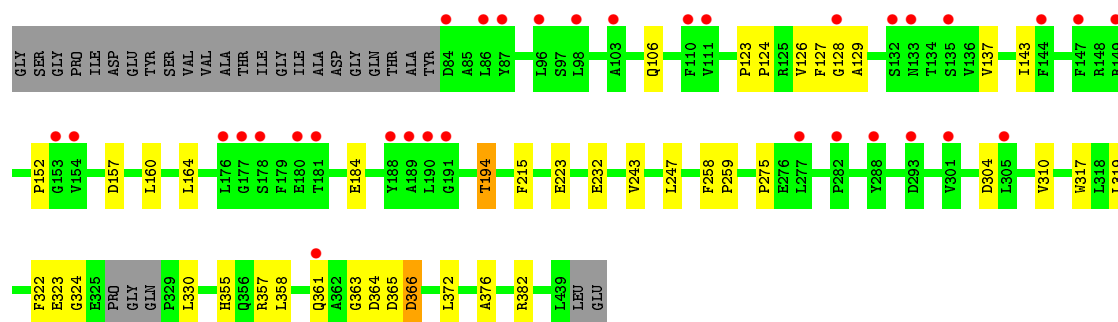 GLY SER GLY PRO ILE ASP GLU TYR SER VAL VAL ALA THR ILE GLY ILE ALA ASP GLY GLN THR ALA TYR D84 A85 L86 Y87 L96 S97 L98 A103 Q106 F110 V111 P123 P124 R125 V126 F127 G128 A129 S132 N133 T134 S135 V136 V137 I143 F144 F147 R148 R149
P152 G153 V154 D157 L160 L164 L176 G177 S178 F179 E180 T181 E184 Y188 A189 L190 G191 T194 F215 E223 E232 V243 L247 F258 P259 P275 E276 L277 P282 Y288 D293 V301 D304 L305 V310 W317 L318 L319
F322 E323 G324 E325 PRO GLY GLN P329 L330 H355 Q356 R357 L358 Q361 A362 G363 D364 D365 D366 L372 A376 R382 L439 LEU GLU